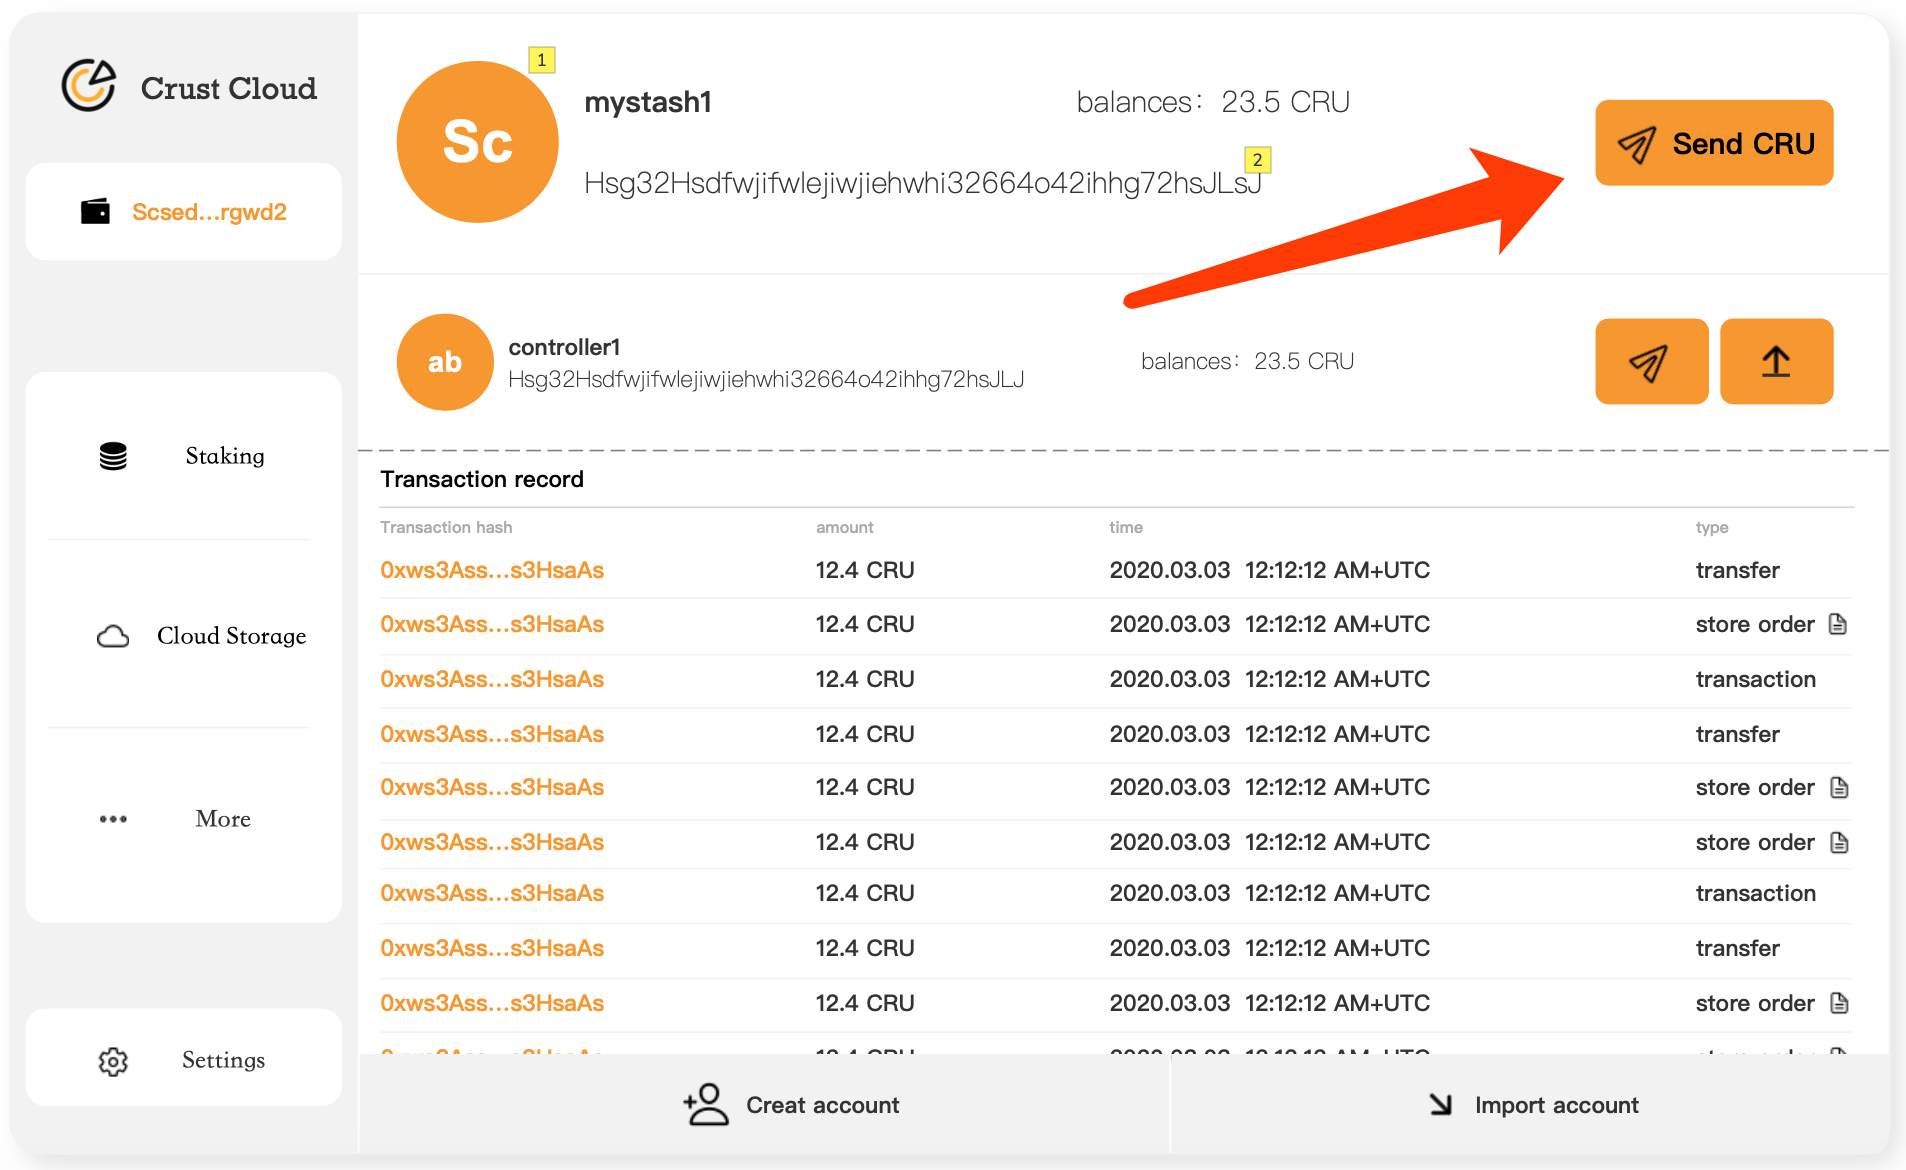 Crust Cloud
Scsed...rgwd2
Staking
Cloud Storage
More
Settings
1
Sc
mystash1
balances: 23.5 CRU
2
Hsg32Hsdfwjifwlejiwjiehwhi32664o42ihhg72hsJLsJ
Send CRU
ab
controller1
Hsg32Hsdfwjifwlejiwjiehwhi32664o42ihhg72hsJLJ
balances: 23.5 CRU
Transaction record
Transaction hash amount time type
0xws3Ass...s3HsaAs 12.4 CRU 2020.03.03 12:12:12 AM+UTC transfer
0xws3Ass...s3HsaAs 12.4 CRU 2020.03.03 12:12:12 AM+UTC store order
0xws3Ass...s3HsaAs 12.4 CRU 2020.03.03 12:12:12 AM+UTC transaction
0xws3Ass...s3HsaAs 12.4 CRU 2020.03.03 12:12:12 AM+UTC transfer
0xws3Ass...s3HsaAs 12.4 CRU 2020.03.03 12:12:12 AM+UTC store order
0xws3Ass...s3HsaAs 12.4 CRU 2020.03.03 12:12:12 AM+UTC store order
0xws3Ass...s3HsaAs 12.4 CRU 2020.03.03 12:12:12 AM+UTC transaction
0xws3Ass...s3HsaAs 12.4 CRU 2020.03.03 12:12:12 AM+UTC transfer
0xws3Ass...s3HsaAs 12.4 CRU 2020.03.03 12:12:12 AM+UTC store order
Creat account
Import account